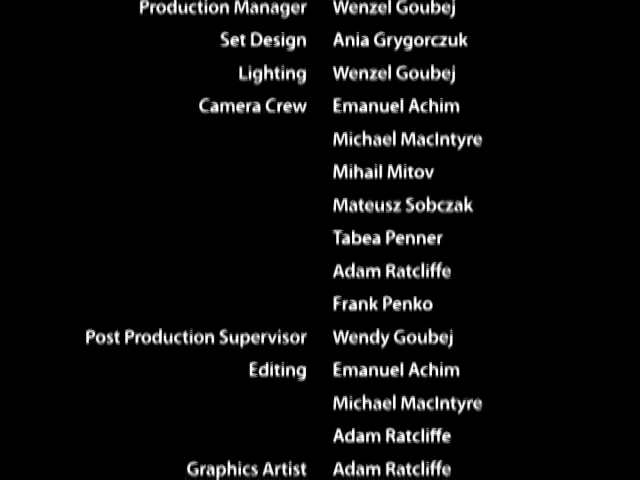 Production Manager Wenzel Goubej
Set Design Ania Grygorczuk
Lighting Wenzel Goubej
Camera Crew Emanuel Achim
Michael MacIntyre
Mihail Mitov
Mateusz Sobczak
Tabea Penner
Adam Ratcliffe
Frank Penko
Post Production Supervisor Wendy Goubej
Editing Emanuel Achim
Michael MacIntyre
Adam Ratcliffe
Graphics Artist Adam Ratcliffe